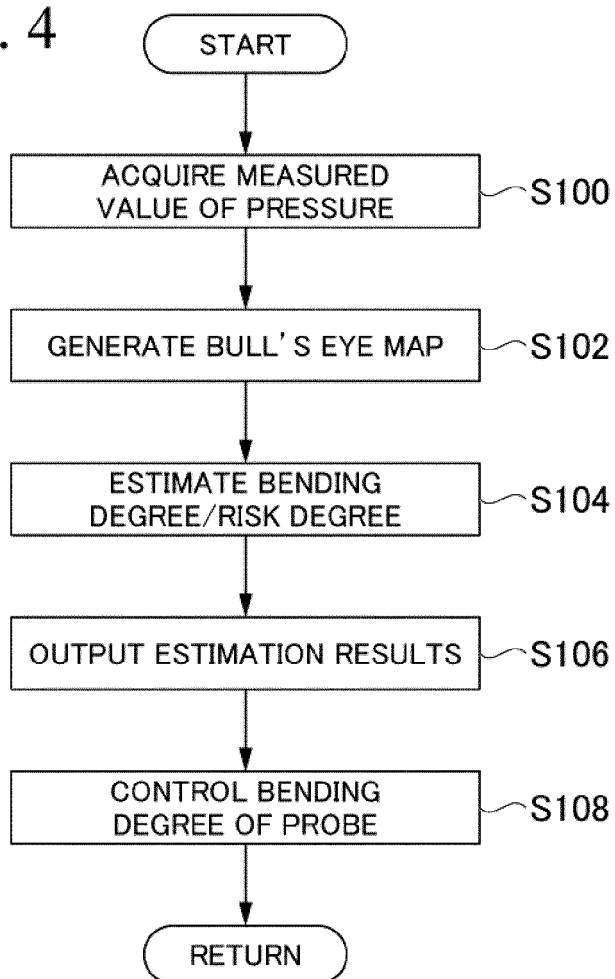 . 4
START
ACQUIRE MEASURED
VALUE OF PRESSURE
S100
GENERATE BULL'S EYE MAP
S102
ESTIMATE BENDING
DEGREE/RISK DEGREE
S104
OUTPUT ESTIMATION RESULTS
S106
CONTROL BENDING
DEGREE OF PROBE
S108
RETURN